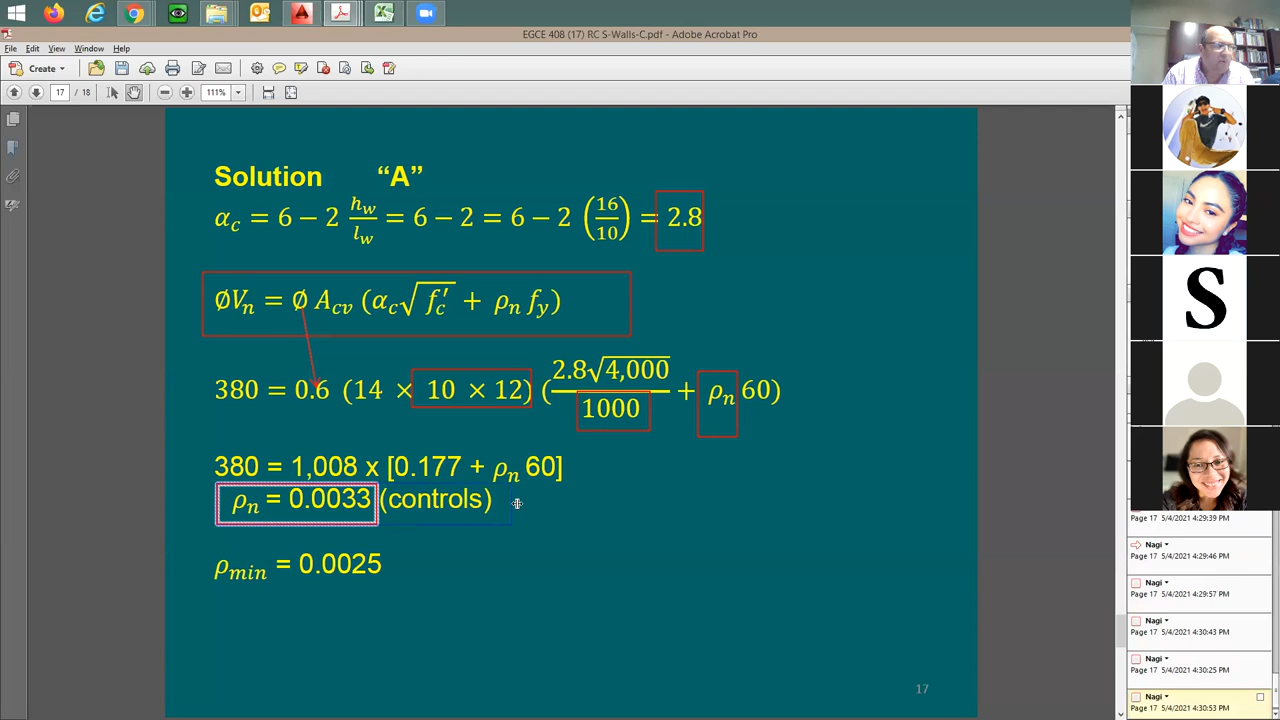 EGCE 408 (17) RC S-Walls-C.pdf - Adobe Acrobat Pro
File Edit View Window Help
Create
17 / 18 111%
Solution “A”
α_c = 6 − 2 h_w/l_w = 6 − 2 = 6 − 2 (16/10) = 2.8
∅V_n = ∅ A_cv (α_c√f_c′ + ρ_n f_y)
380 = 0.6 (14 × 10 × 12) (2.8√4,000/1000 + ρ_n 60)
380 = 1,008 x [0.177 + ρ_n 60]
ρ_n = 0.0033 (controls)
ρ_min = 0.0025
17
S
Page 17 5/4/2021 4:29:39 PM
Nagi
Page 17 5/4/2021 4:29:46 PM
Nagi
Page 17 5/4/2021 4:29:57 PM
Nagi
Page 17 5/4/2021 4:30:43 PM
Nagi
Page 17 5/4/2021 4:30:25 PM
Nagi
Page 17 5/4/2021 4:30:53 PM